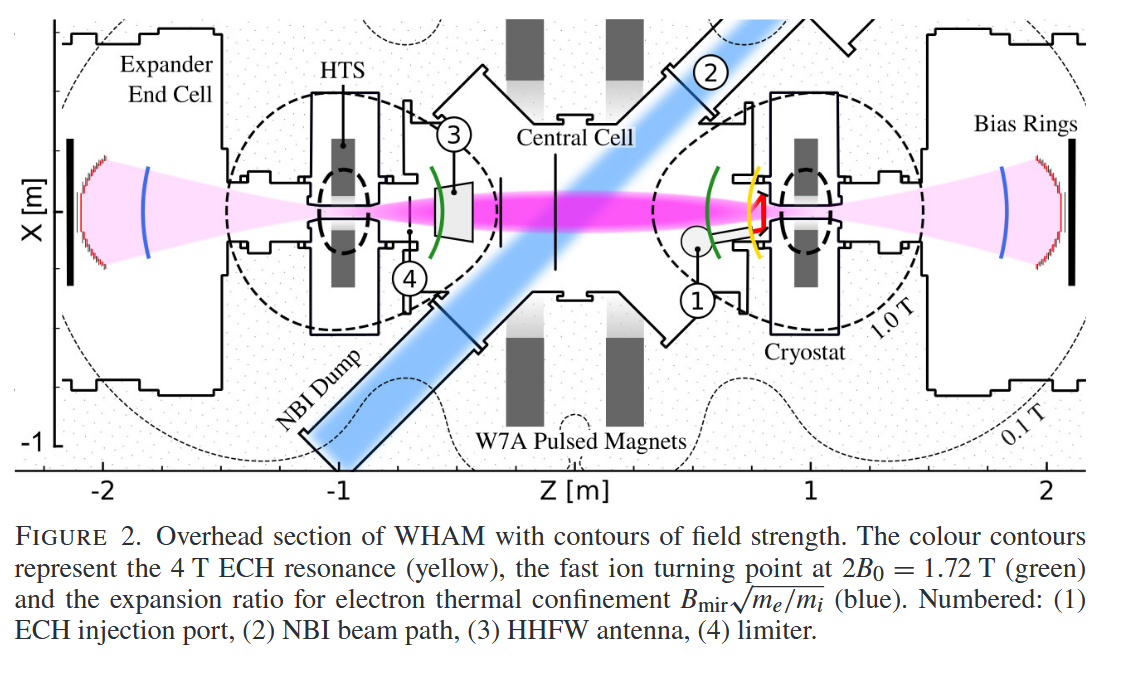 Expander
End Cell
HTS
3
2
Central Cell
Bias Rings
X [m]
4
1
1.0 T
Cryostat
NBI Dump
W7A Pulsed Magnets
0.1 T
-1
-2
-1
Z [m]
1
2
FIGURE 2. Overhead section of WHAM with contours of field strength. The colour contours
represent the 4 T ECH resonance (yellow), the fast ion turning point at 2B₀ = 1.72 T (green)
and the expansion ratio for electron thermal confinement B_mir√(m_e/m_i) (blue). Numbered: (1)
ECH injection port, (2) NBI beam path, (3) HHFW antenna, (4) limiter.